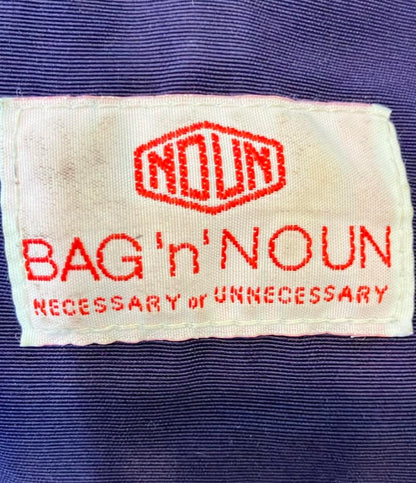 NOUN
BAG 'n' NOUN
NECESSARY or UNNECESSARY